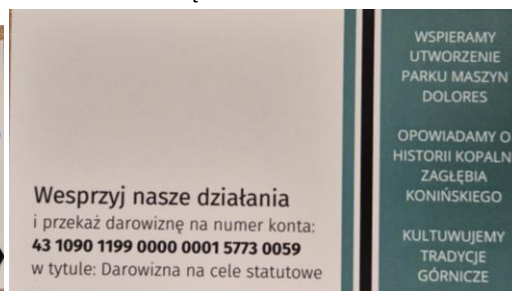 Wesprzyj nasze działania
i przekaż darowiznę na numer konta:
43 1090 1199 0000 0001 5773 0059
w tytule: Darowizna na cele statutowe
WSPIERAMY
UTWORZENIE
PARKU MASZYN
DOLORES
OPOWIADAMY O
HISTORII KOPALN
ZAGŁĘBIA
KONIŃSKIEGO
KULTUWUJEMY
TRADYCJE
GÓRNICZE